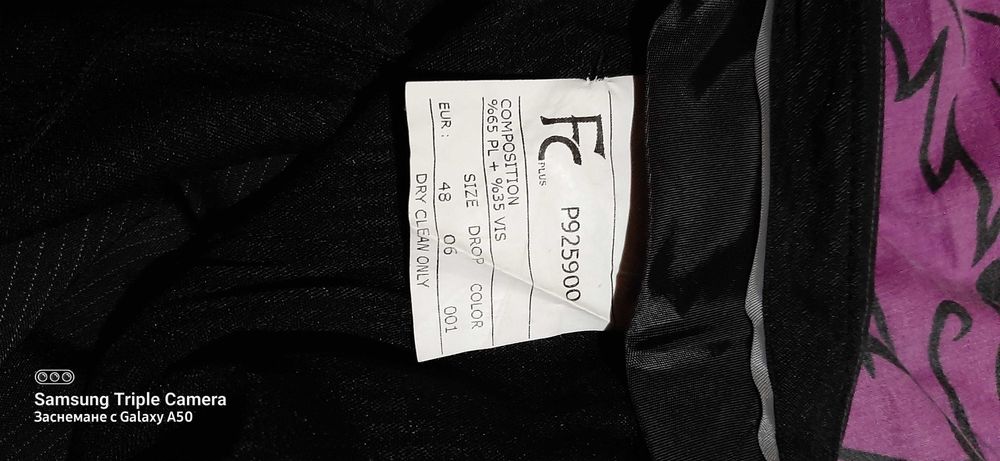 FC
PLUS
P925900
COMPOSITION
%65 PL + %35 VIS
SIZE DROP COLOR
EUR: 48 06 001
DRY CLEAN ONLY
Samsung Triple Camera
Заснемане с Galaxy A50